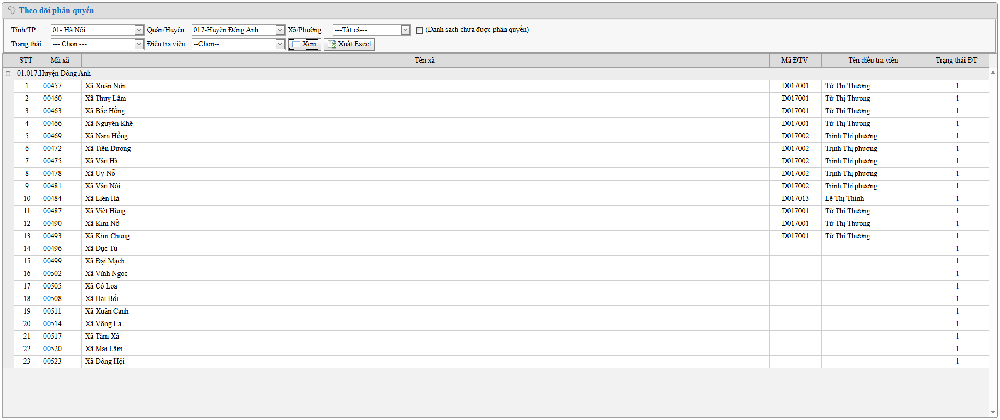 Theo dõi phân quyền
Tỉnh/TP 01- Hà Nội Quận/Huyện 017-Huyện Đông Anh Xã/Phường ---Tất cả--- (Danh sách chưa được phân quyền)
Trạng thái --- Chọn --- Điều tra viên --Chọn-- Xem Xuất Excel
STT Mã xã Tên xã Mã ĐTV Tên điều tra viên Trạng thái ĐT
01.017.Huyện Đông Anh
1 00457 Xã Xuân Nộn D017001 Từ Thị Thương 1
2 00460 Xã Thuỵ Lâm D017001 Từ Thị Thương 1
3 00463 Xã Bắc Hồng D017001 Từ Thị Thương 1
4 00466 Xã Nguyên Khê D017001 Từ Thị Thương 1
5 00469 Xã Nam Hồng D017002 Trịnh Thị phương 1
6 00472 Xã Tiên Dương D017002 Trịnh Thị phương 1
7 00475 Xã Vân Hà D017002 Trịnh Thị phương 1
8 00478 Xã Uy Nỗ D017002 Trịnh Thị phương 1
9 00481 Xã Vân Nội D017002 Trịnh Thị phương 1
10 00484 Xã Liên Hà D017013 Lê Thị Thính 1
11 00487 Xã Việt Hùng D017001 Từ Thị Thương 1
12 00490 Xã Kim Nỗ D017001 Từ Thị Thương 1
13 00493 Xã Kim Chung D017001 Từ Thị Thương 1
14 00496 Xã Dục Tú 1
15 00499 Xã Đại Mạch 1
16 00502 Xã Vĩnh Ngọc 1
17 00505 Xã Cổ Loa 1
18 00508 Xã Hải Bối 1
19 00511 Xã Xuân Canh 1
20 00514 Xã Võng La 1
21 00517 Xã Tàm Xá 1
22 00520 Xã Mai Lâm 1
23 00523 Xã Đông Hội 1